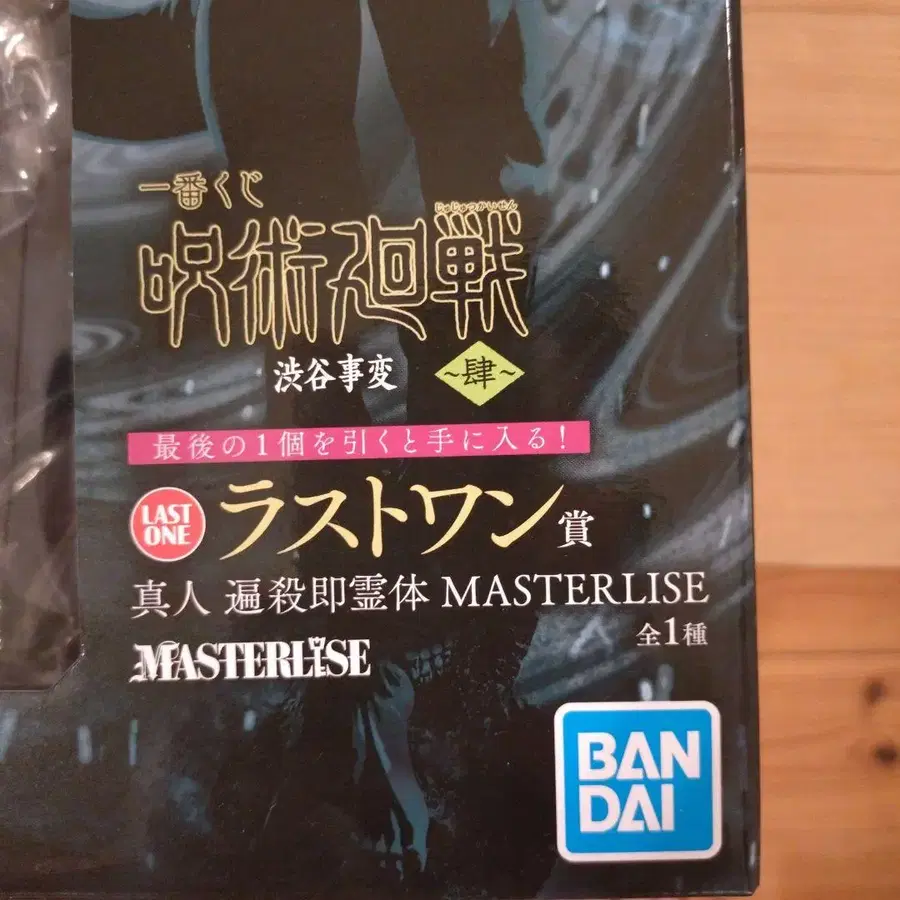 一番くじ
じゅじゅつかいせん
呪術廻戦
渋谷事変 ~肆~
最後の1個を引くと手に入る!
LAST
ONE
ラストワン賞
真人 遍殺即霊体 MASTERLISE
全1種
MASTERLISE
BAN
DAI